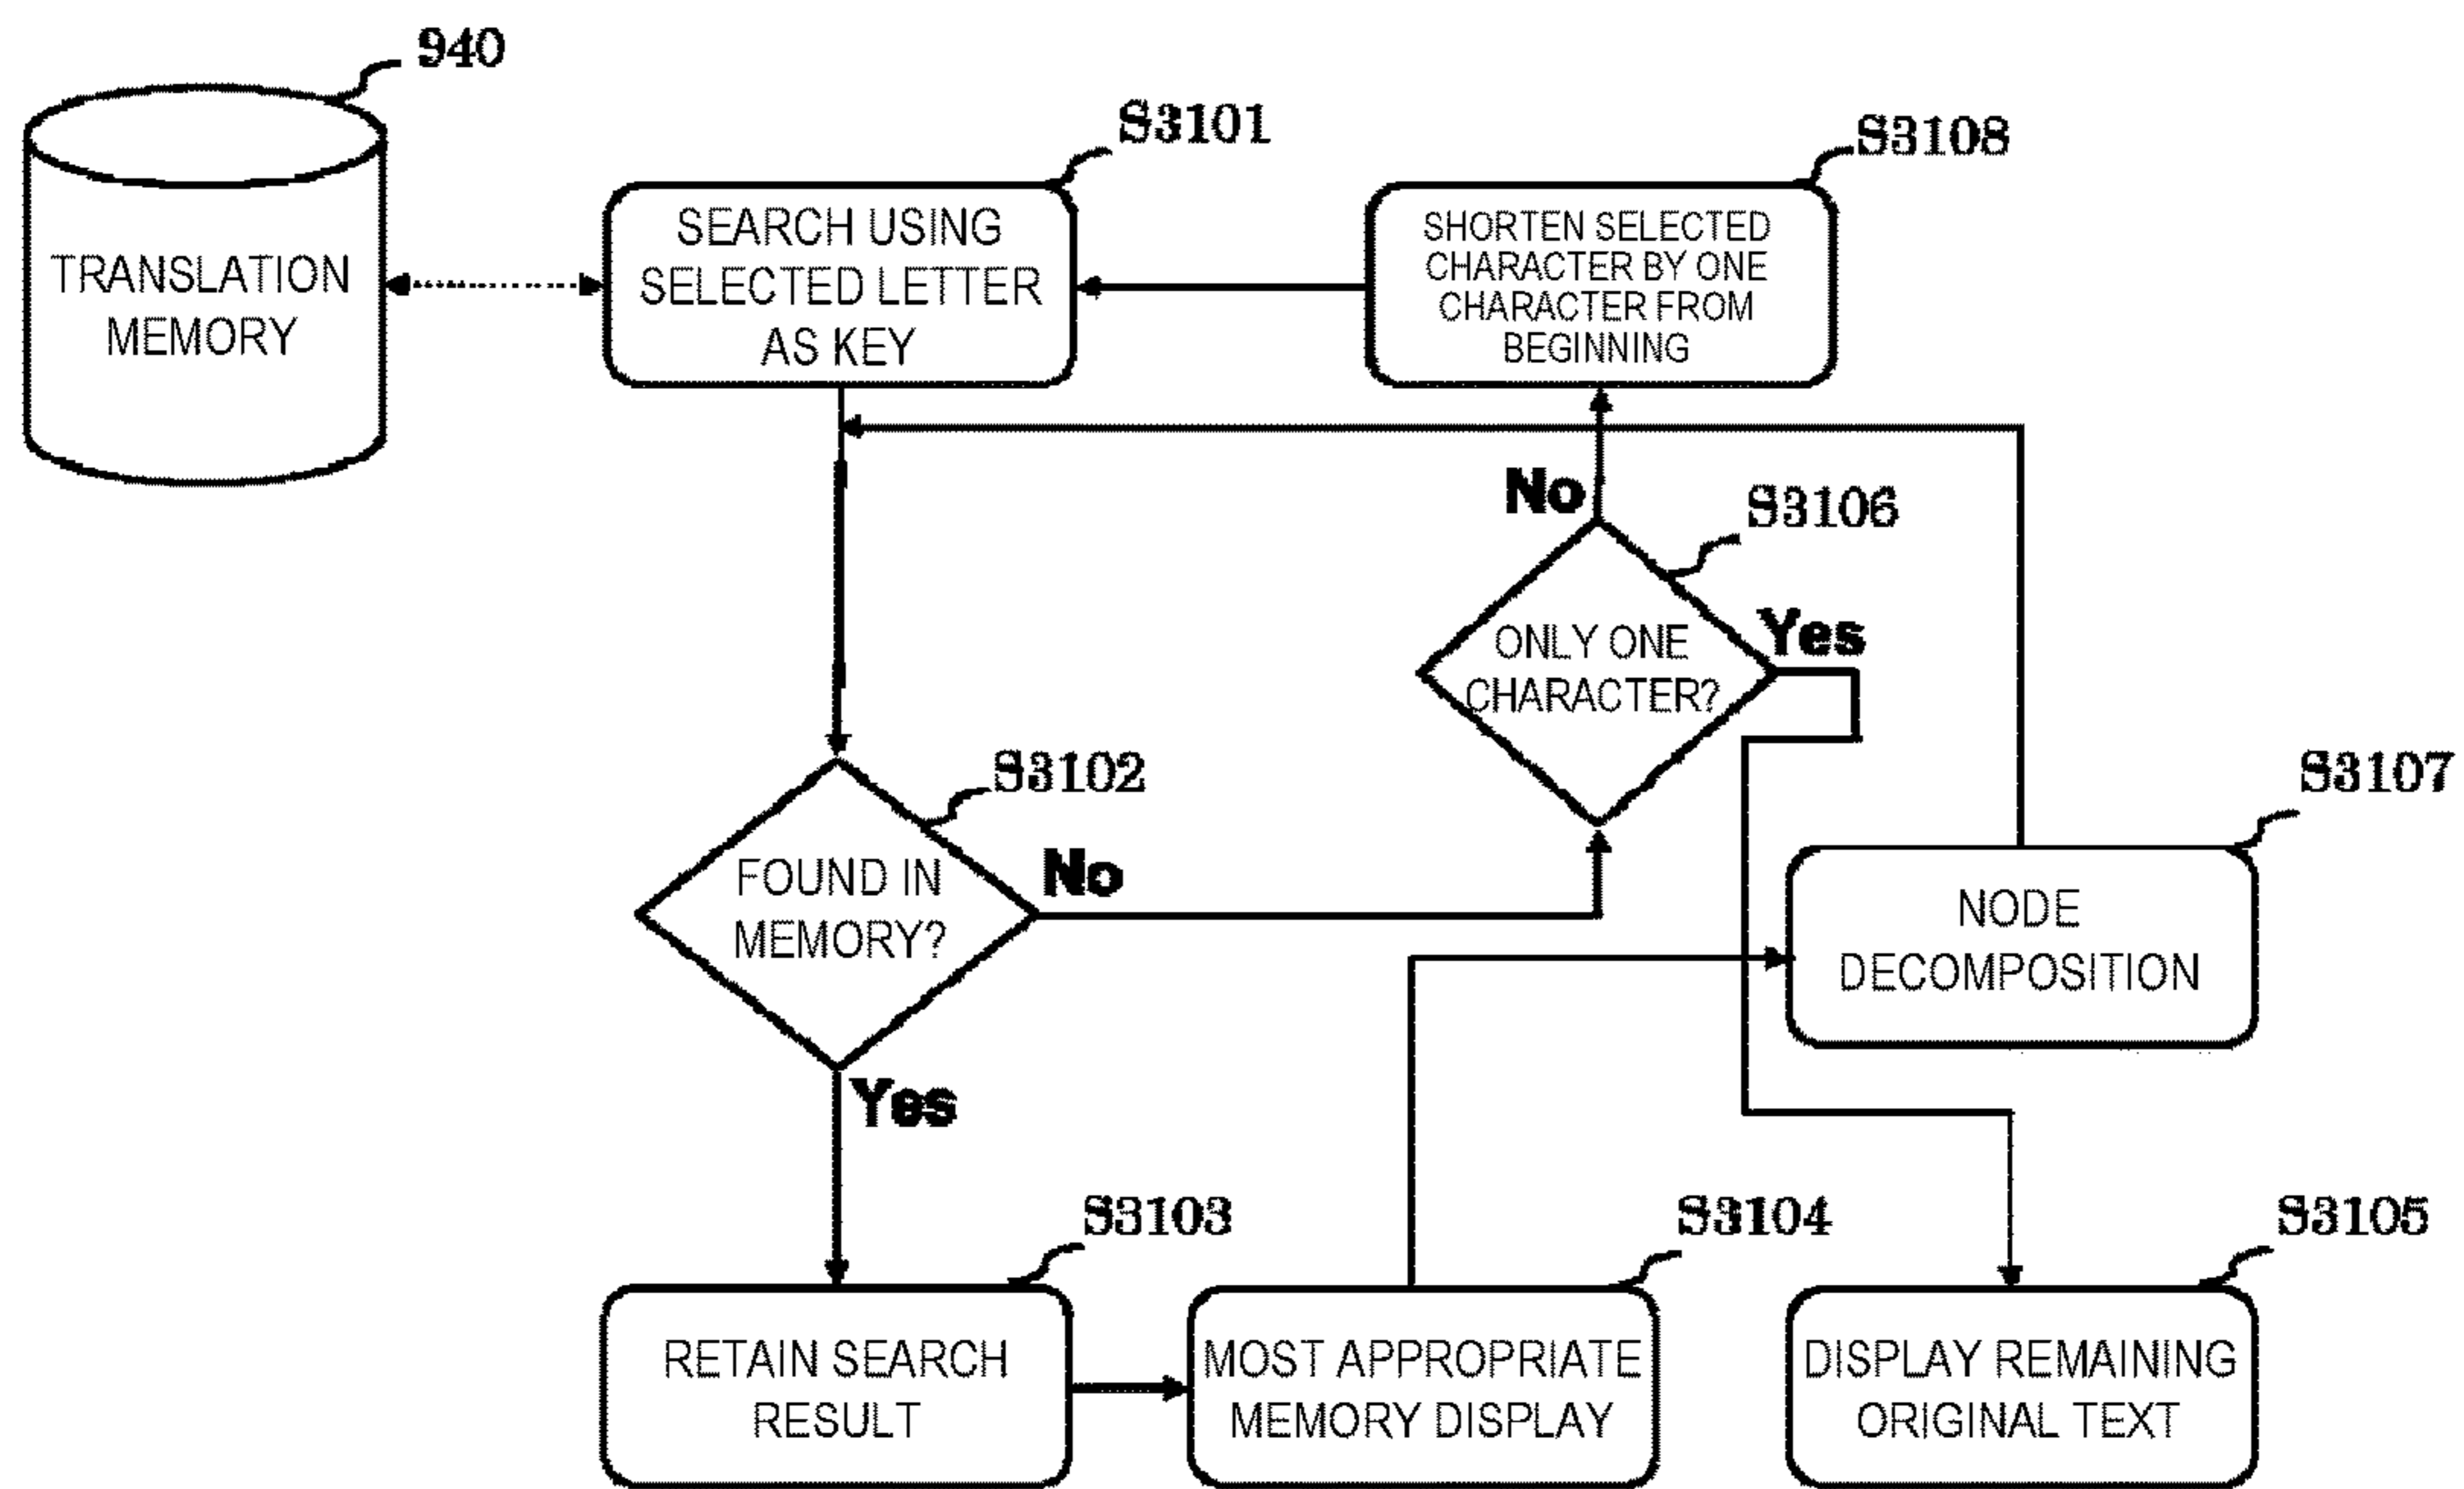 940
TRANSLATION
MEMORY
S3101
SEARCH USING
SELECTED LETTER
AS KEY
S3108
SHORTEN SELECTED
CHARACTER BY ONE
CHARACTER FROM
BEGINNING
No
S3106
ONLY ONE
CHARACTER?
Yes
S3102
FOUND IN
MEMORY?
No
Yes
S3107
NODE
DECOMPOSITION
S3103
RETAIN SEARCH
RESULT
S3104
MOST APPROPRIATE
MEMORY DISPLAY
S3105
DISPLAY REMAINING
ORIGINAL TEXT